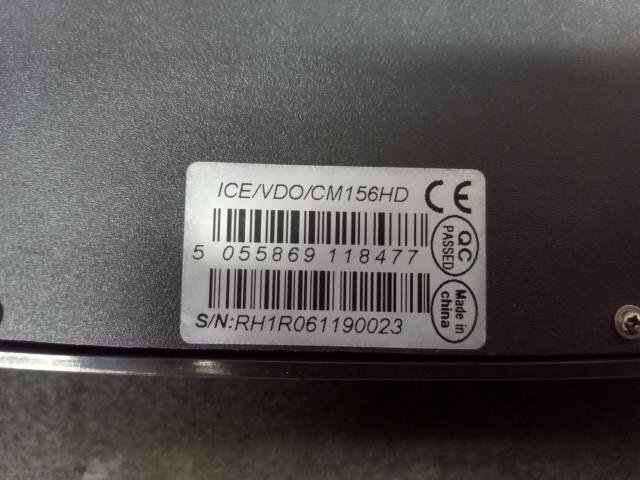 ICE/VDO/CM156HD
CE
QC
PASSED
5 055869 118477
Made in
china
S/N:RH1R061190023